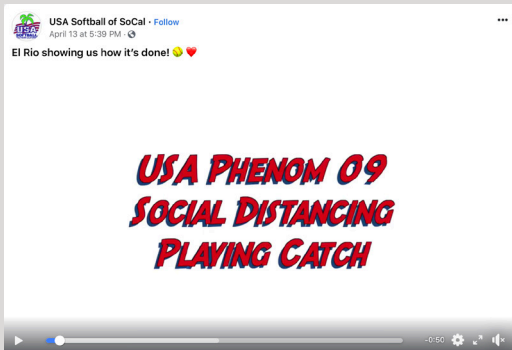 USA Softball of SoCal · Follow
April 13 at 5:39 PM ·
El Rio showing us how it's done! 🥎 ❤️
USA PHENOM 09
SOCIAL DISTANCING
PLAYING CATCH
-0:50